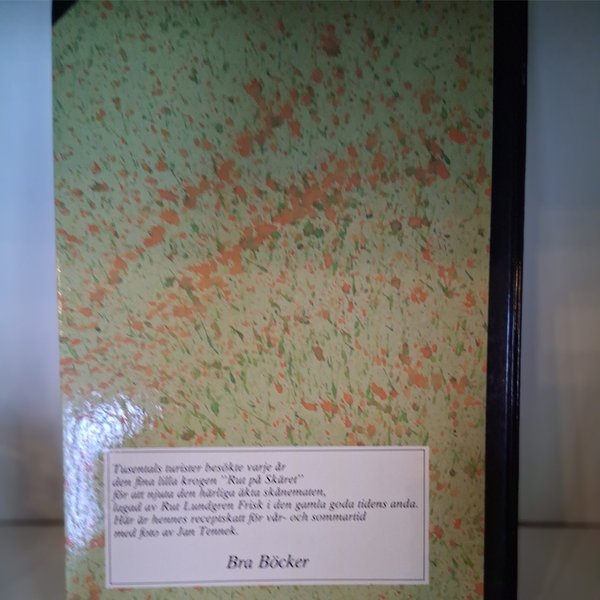 Tusentals turister besökte varje år
den fina lilla krogen "Rut på Skäret"
för att njuta den härliga äkta skånematen,
lagad av Rut Lundgren Frisk i den gamla goda tidens anda.
Här är hennes receptskatt för vår- och sommartid
med foto av Jan Tennek.
Bra Böcker